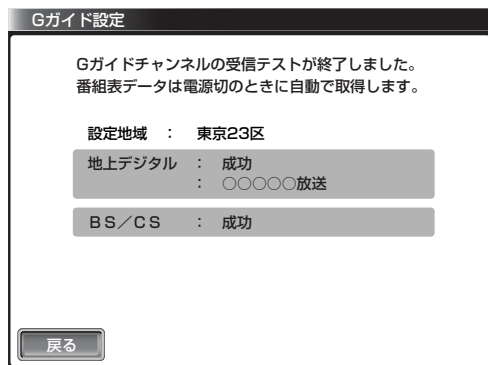 Gガイド設定
Gガイドチャンネルの受信テストが終了しました。
番組表データは電源切のときに自動で取得します。
設定地域 : 東京23区
地上デジタル : 成功
: ○○○○○放送
BS/CS : 成功
戻る